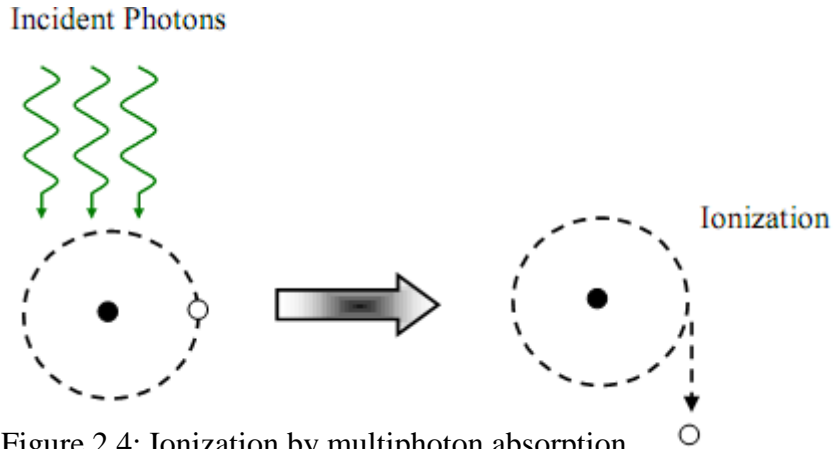 Incident Photons
Ionization
Figure 2.4: Ionization by multiphoton absorption